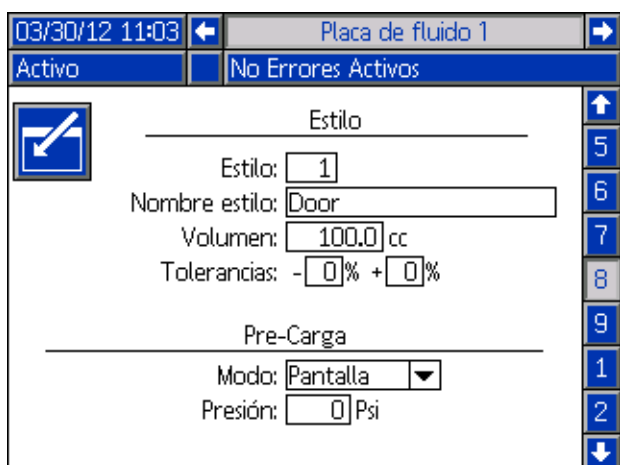 03/30/12 11:03 Placa de fluido 1
Activo No Errores Activos
Estilo
Estilo: 1
Nombre estilo: Door
Volumen: 100.0 cc
Tolerancias: - 0 % + 0 %
Pre-Carga
Modo: Pantalla
Presión: 0 Psi
5
6
7
8
9
1
2